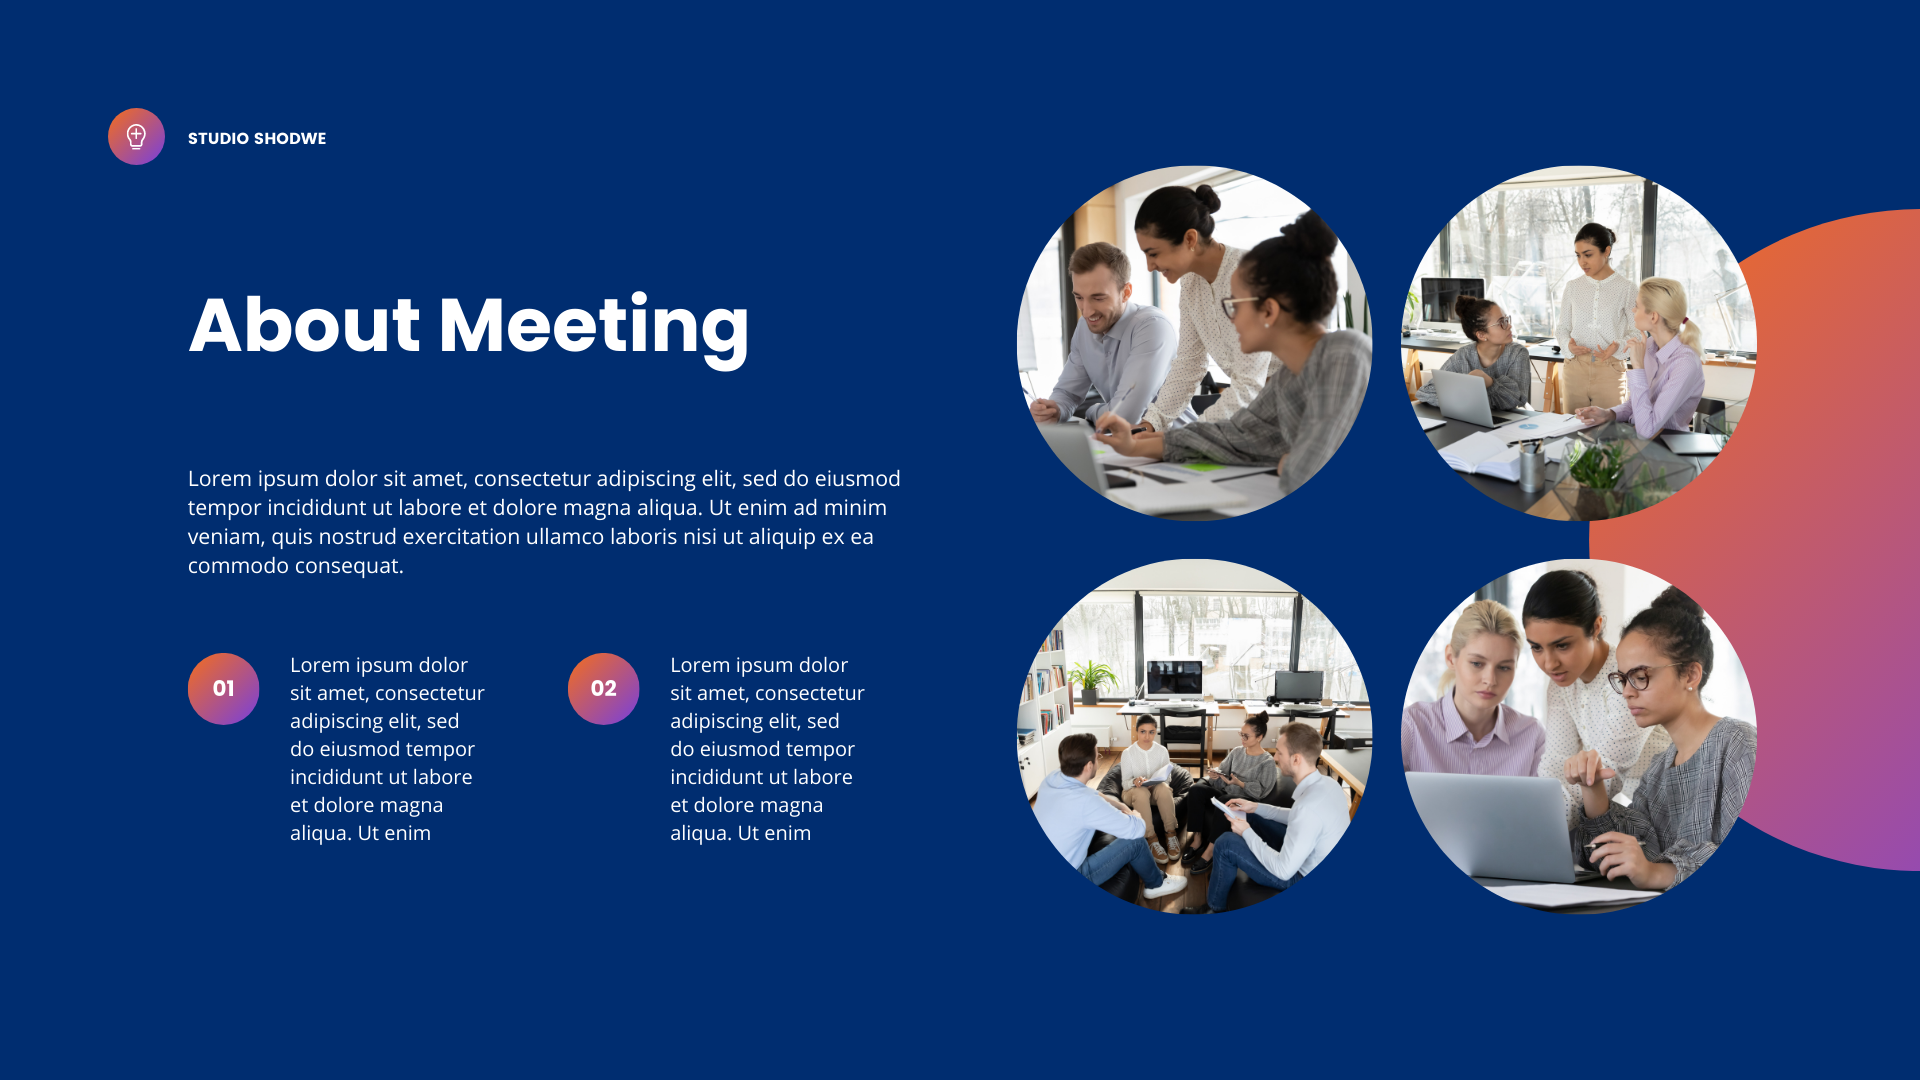 STUDIO SHODWE
About Meeting
Lorem ipsum dolor sit amet, consectetur adipiscing elit, sed do eiusmod
tempor incididunt ut labore et dolore magna aliqua. Ut enim ad minim
veniam, quis nostrud exercitation ullamco laboris nisi ut aliquip ex ea
commodo consequat.
01
Lorem ipsum dolor
sit amet, consectetur
adipiscing elit, sed
do eiusmod tempor
incididunt ut labore
et dolore magna
aliqua. Ut enim
02
Lorem ipsum dolor
sit amet, consectetur
adipiscing elit, sed
do eiusmod tempor
incididunt ut labore
et dolore magna
aliqua. Ut enim